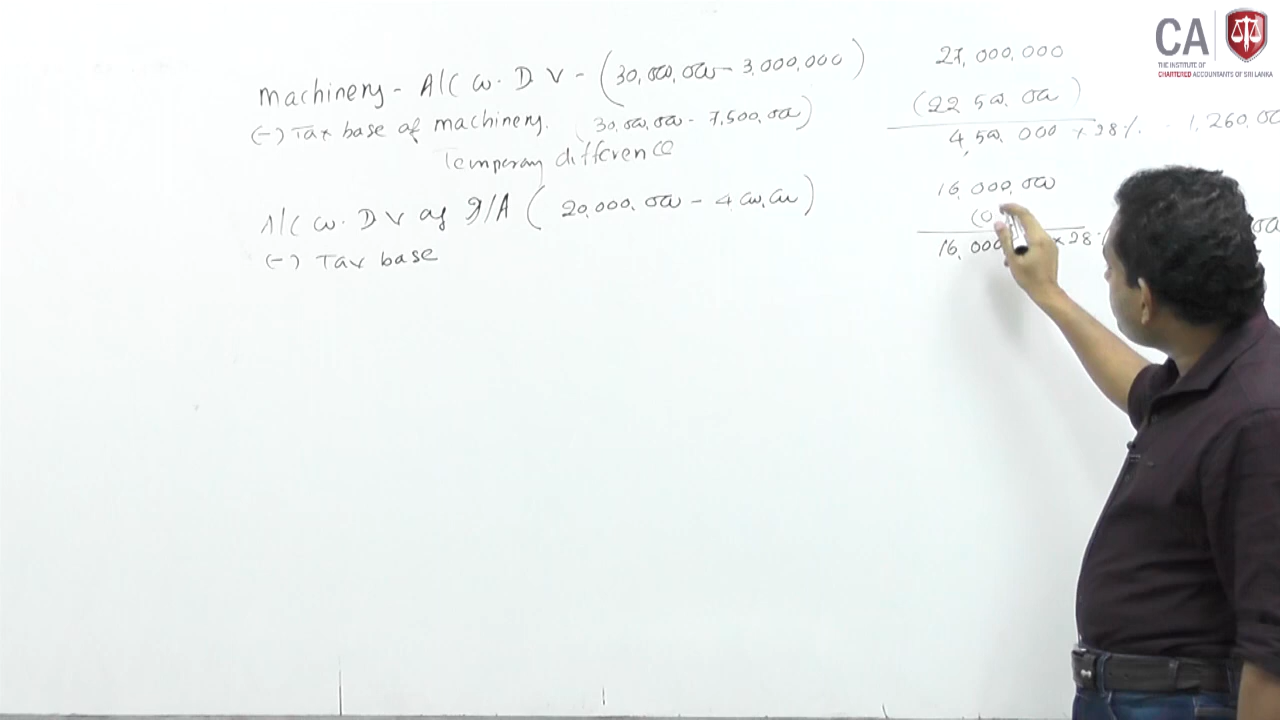 CA
THE INSTITUTE OF
CHARTERED ACCOUNTANTS OF SRI LANKA
Machinery - A/C W.D V - (30,000,000 - 3,000,000) 27,000,000
(-) Tax base of machinery. (30,000,000 - 7,500,000) (22,500,000)
Temporary difference 4,500,000 x 28% - 1,260,00
A/C W.D V of I/A (20,000,000 - 4,000,000) 16,000,000
(-) Tax base (0
16,000 x 28%